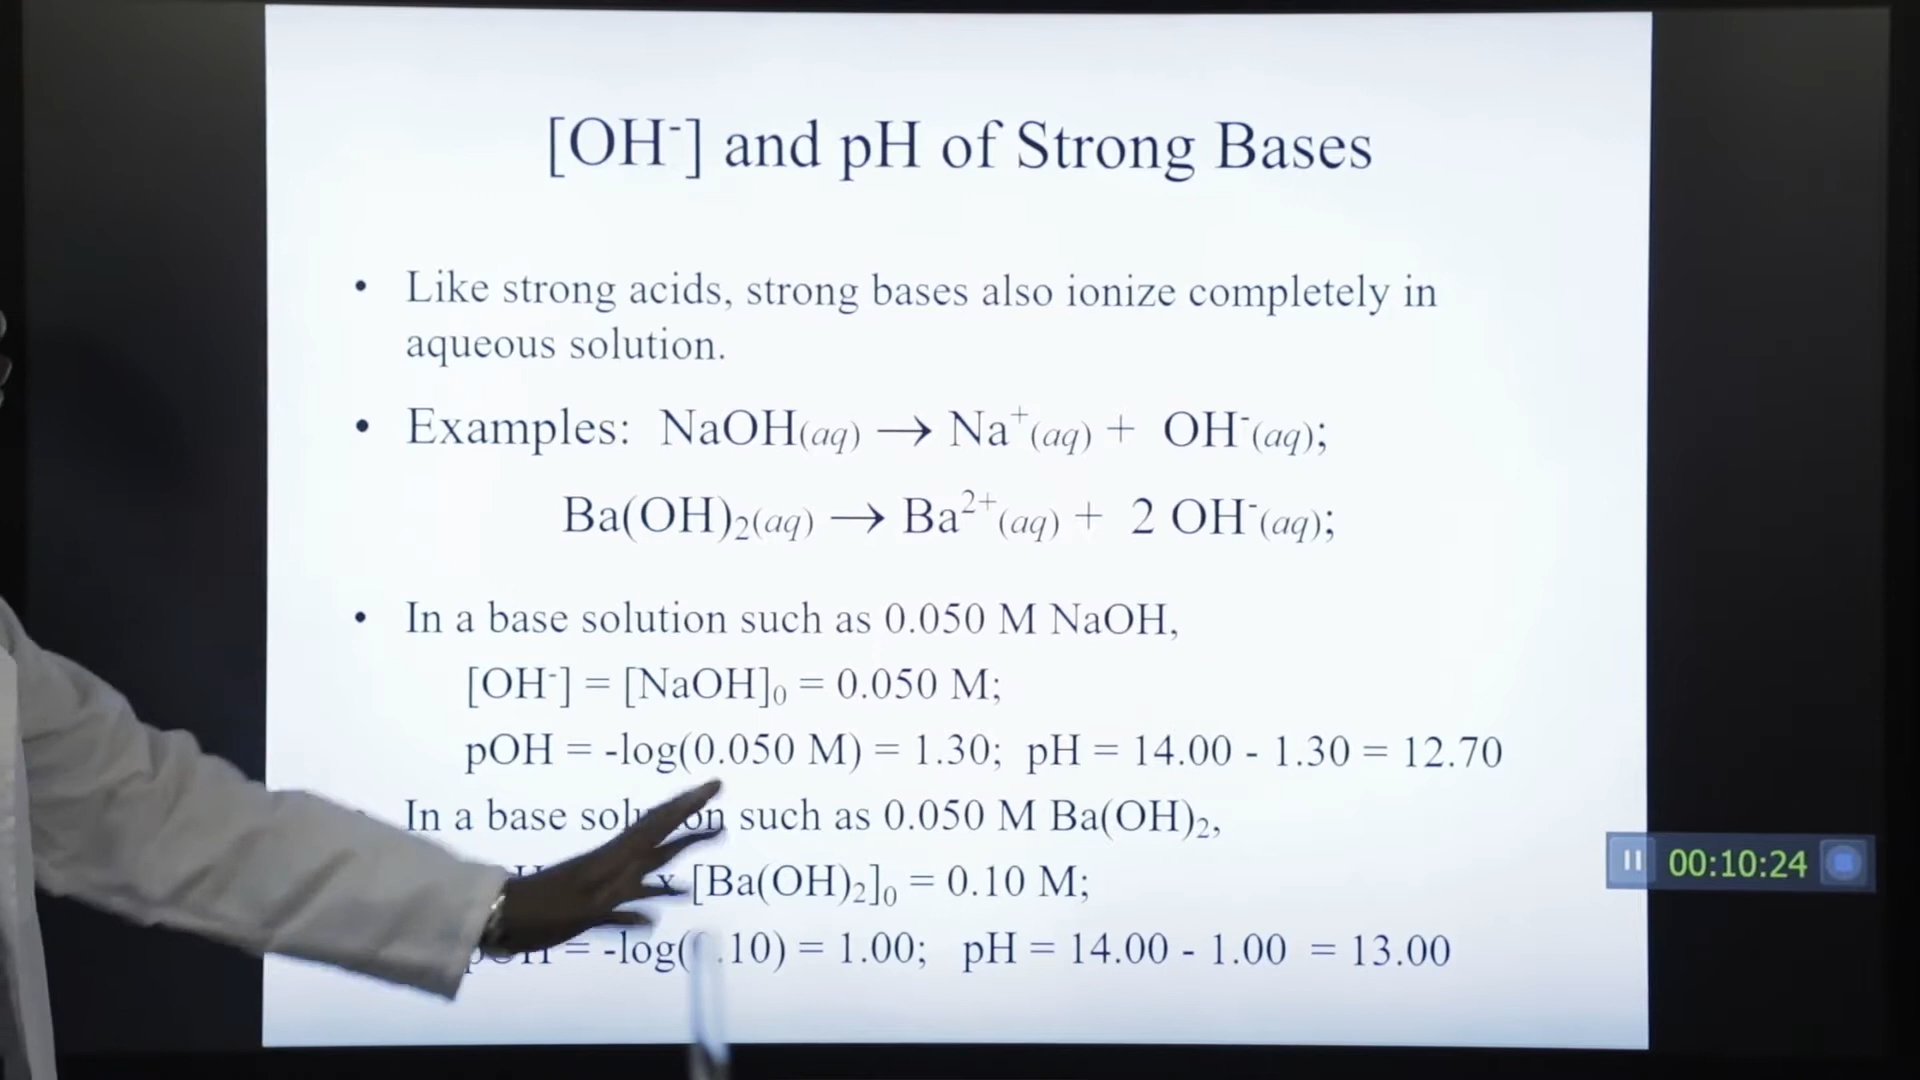 [OH⁻] and pH of Strong Bases
• Like strong acids, strong bases also ionize completely in
aqueous solution.
• Examples: NaOH(aq) → Na⁺(aq) + OH⁻(aq);
Ba(OH)₂(aq) → Ba²⁺(aq) + 2 OH⁻(aq);
• In a base solution such as 0.050 M NaOH,
[OH⁻] = [NaOH]₀ = 0.050 M;
pOH = -log(0.050 M) = 1.30; pH = 14.00 - 1.30 = 12.70
In a base such as 0.050 M Ba(OH)₂,
x [Ba(OH)₂]₀ = 0.10 M;
= -log( .10) = 1.00; pH = 14.00 - 1.00 = 13.00
00:10:24